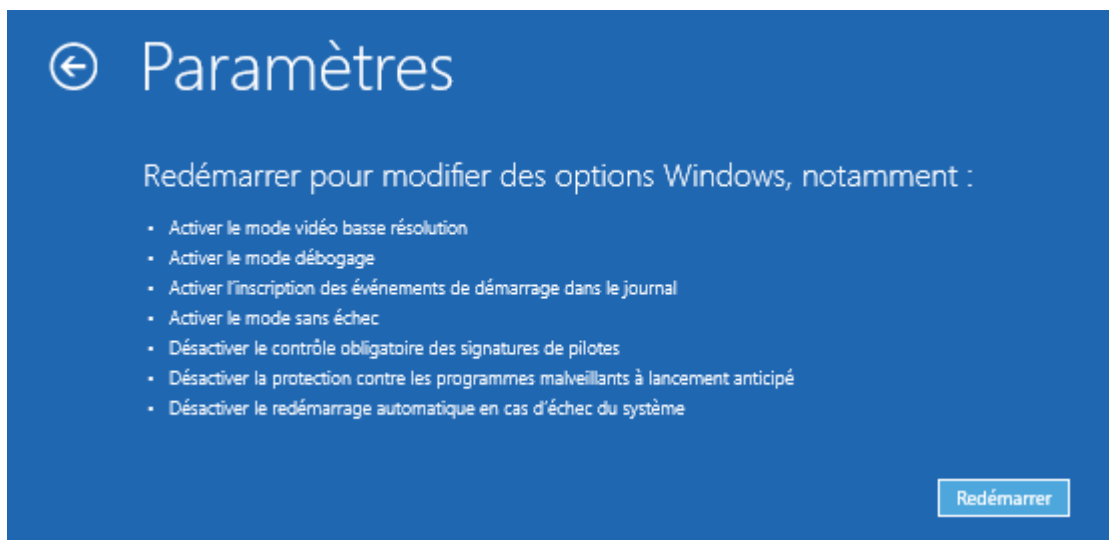 Paramètres
Redémarrer pour modifier des options Windows, notamment :
• Activer le mode vidéo basse résolution
• Activer le mode débogage
• Activer l'inscription des événements de démarrage dans le journal
• Activer le mode sans échec
• Désactiver le contrôle obligatoire des signatures de pilotes
• Désactiver la protection contre les programmes malveillants à lancement anticipé
• Désactiver le redémarrage automatique en cas d'échec du système
Redémarrer